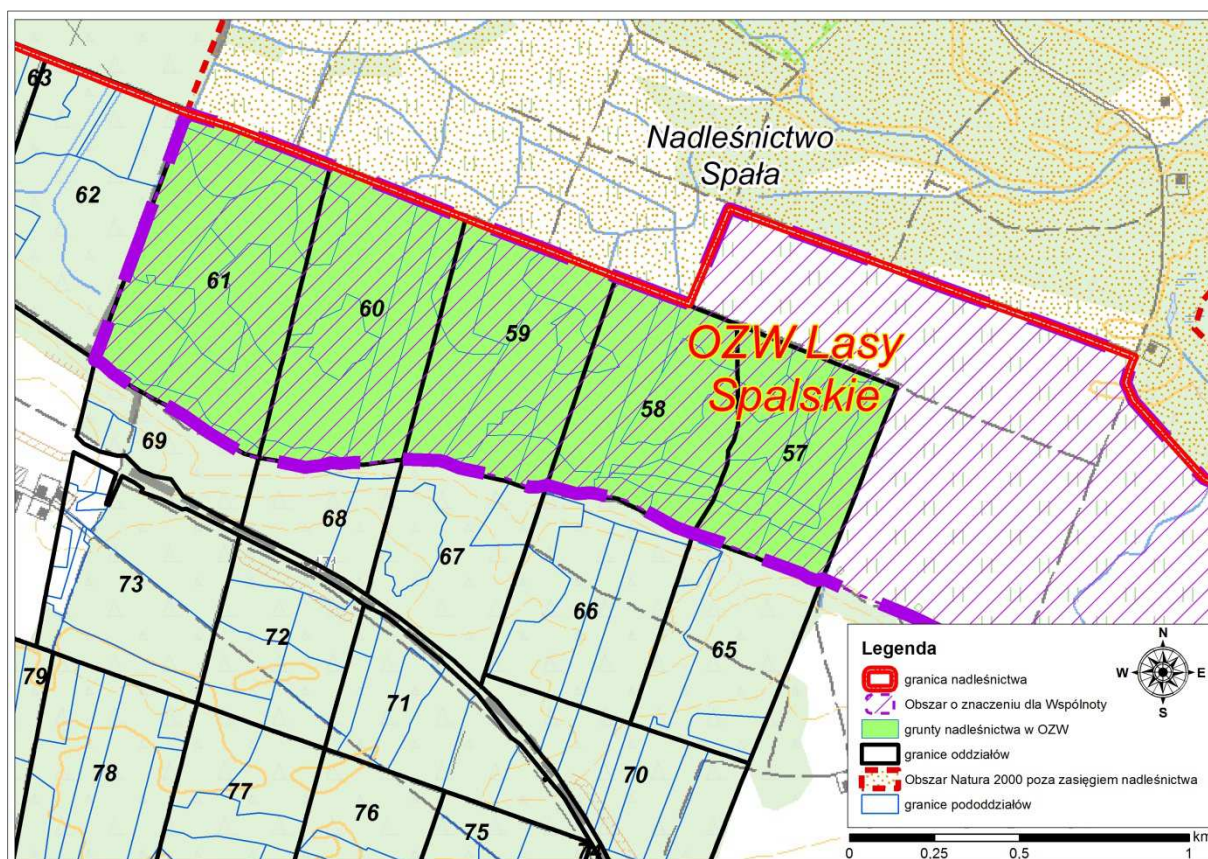 63
Nadleśnictwo
Spała
62
61
60
59
OZW Lasy
Spalskie
58
57
69
68
67
73
66
72
65
79
71
70
78
77
76
75
Legenda
granica nadleśnictwa
Obszar o znaczeniu dla Wspólnoty
grunty nadleśnictwa w OZW
granice oddziałów
Obszar Natura 2000 poza zasięgiem nadleśnictwa
granice pododdziałów
N
W E
S
km
0 0.25 0.5 1